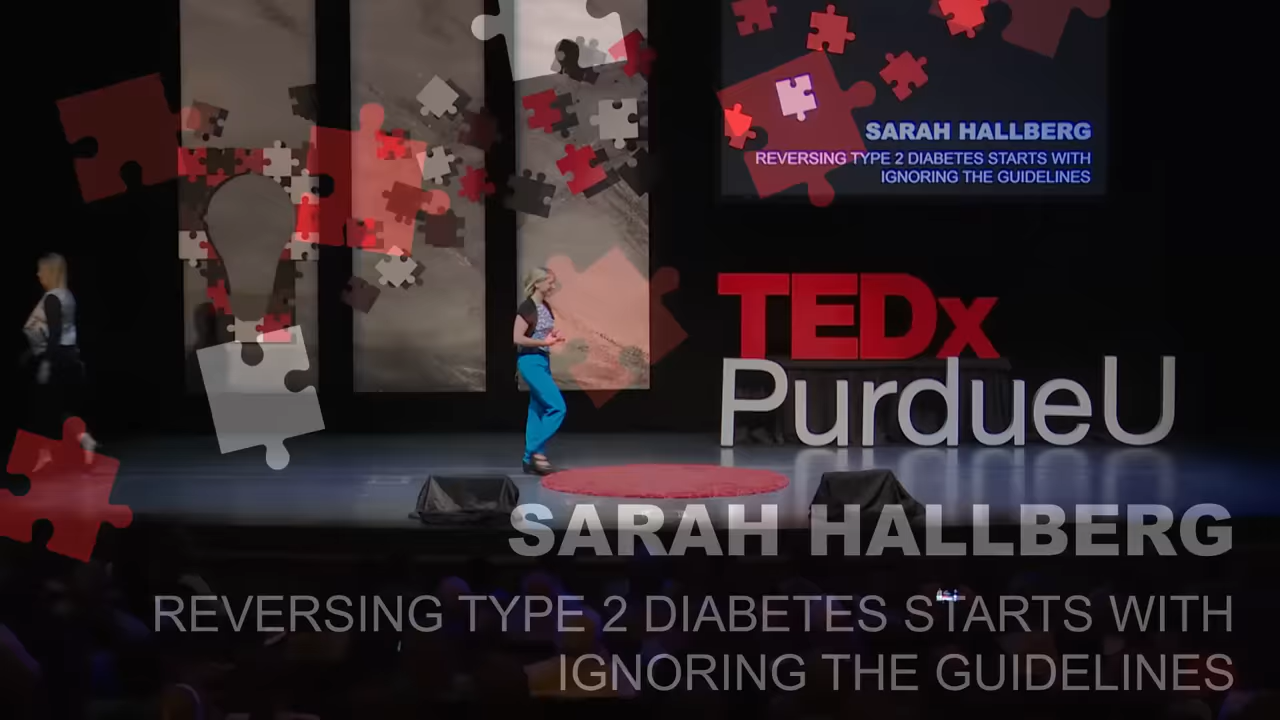 SARAH HALLBERG
REVERSING TYPE 2 DIABETES STARTS WITH
IGNORING THE GUIDELINES
TEDx
PurdueU
SARAH HALLBERG
REVERSING TYPE 2 DIABETES STARTS WITH
IGNORING THE GUIDELINES